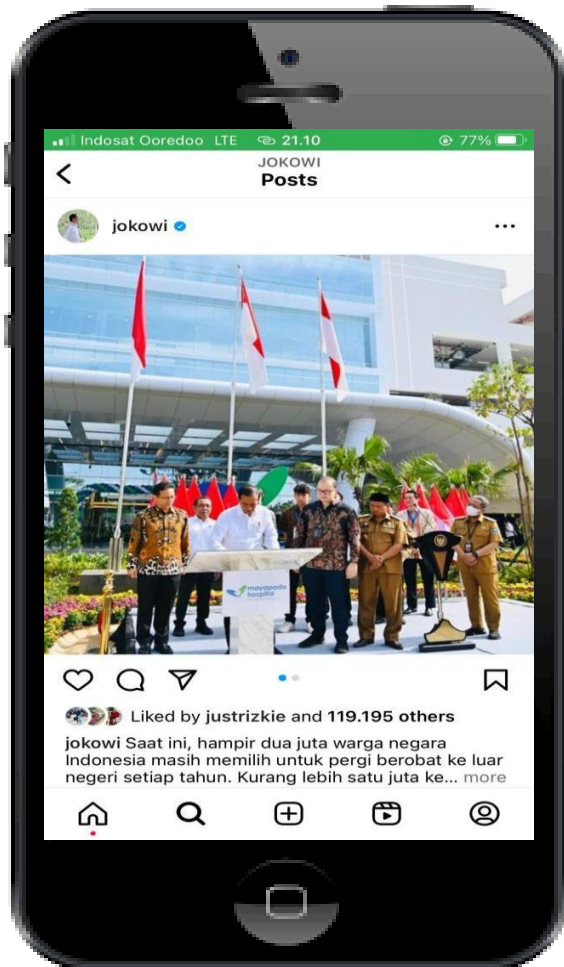 Indosat Ooredoo LTE 21.10 77%
JOKOWI
Posts
jokowi
mayapada
hospital
Liked by justrizkie and 119.195 others
jokowi Saat ini, hampir dua juta warga negara
Indonesia masih memilih untuk pergi berobat ke luar
negeri setiap tahun. Kurang lebih satu juta ke... more